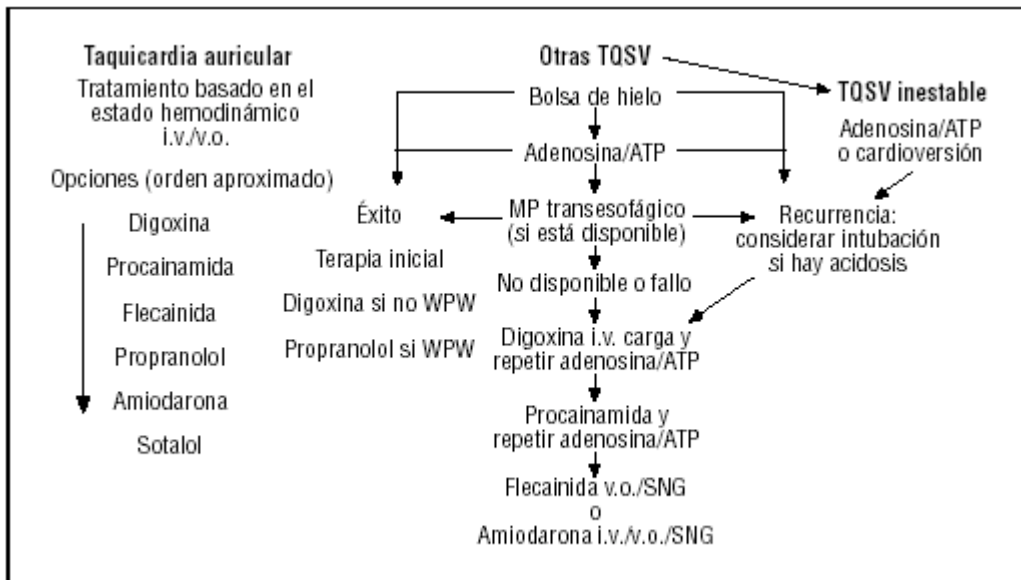 Taquicardia auricular
Tratamiento basado en el
estado hemodinámico
i.v./v.o.
Opciones (orden aproximado)
Digoxina
Procainamida
Flecainida
Propranolol
Amiodarona
Sotalol
Otras TQSV
Bolsa de hielo
Adenosina/ATP
Éxito
Terapia inicial
Digoxina si no WPW
Propranolol si WPW
MP transesofágico
(si está disponible)
No disponible o fallo
Digoxina i.v. carga y
repetir adenosina/ATP
Procainamida y
repetir adenosina/ATP
Flecainida v.o./SNG
o
Amiodarona i.v./v.o./SNG
TQSV inestable
Adenosina/ATP
o cardioversión
Recurrencia:
considerar intubación
si hay acidosis